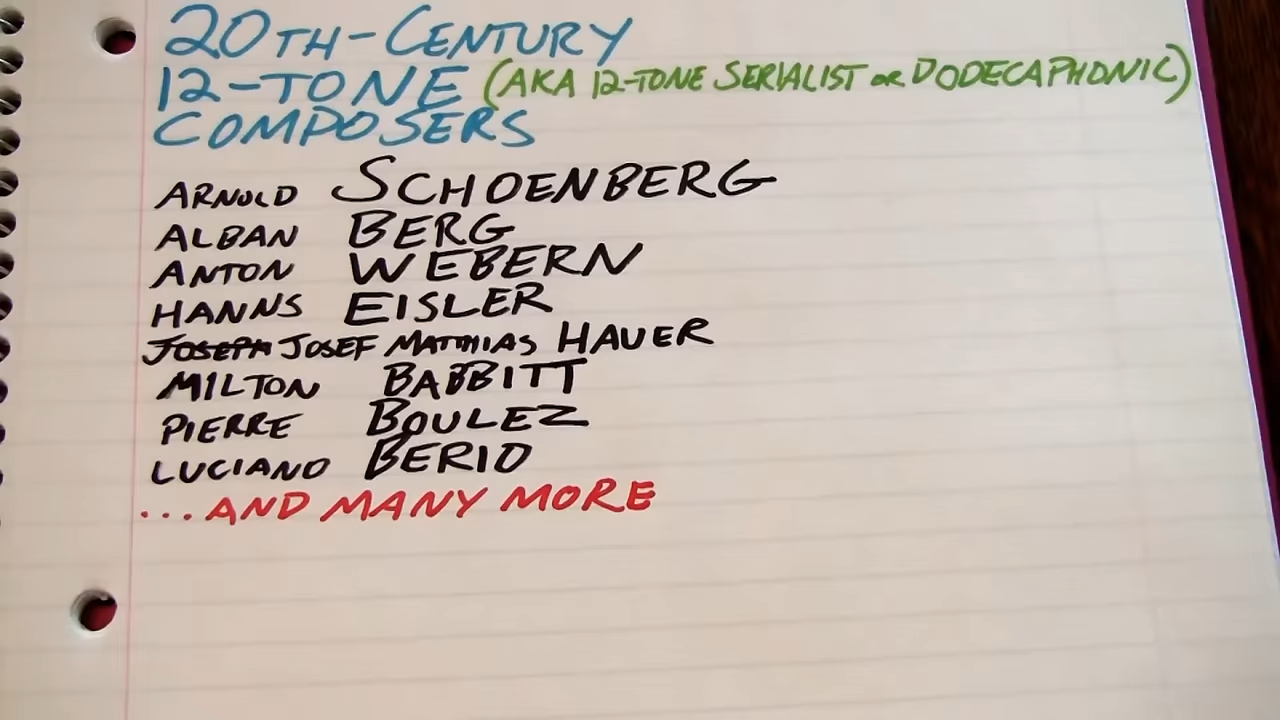 20TH-CENTURY
12-TONE (AKA 12-TONE SERIALIST OR DODECAPHONIC)
COMPOSERS
ARNOLD SCHOENBERG
ALBAN BERG
ANTON WEBERN
HANNS EISLER
JOSEPH JOSEF MATTHIAS HAUER
MILTON BABBITT
PIERRE BOULEZ
LUCIANO BERIO
...AND MANY MORE